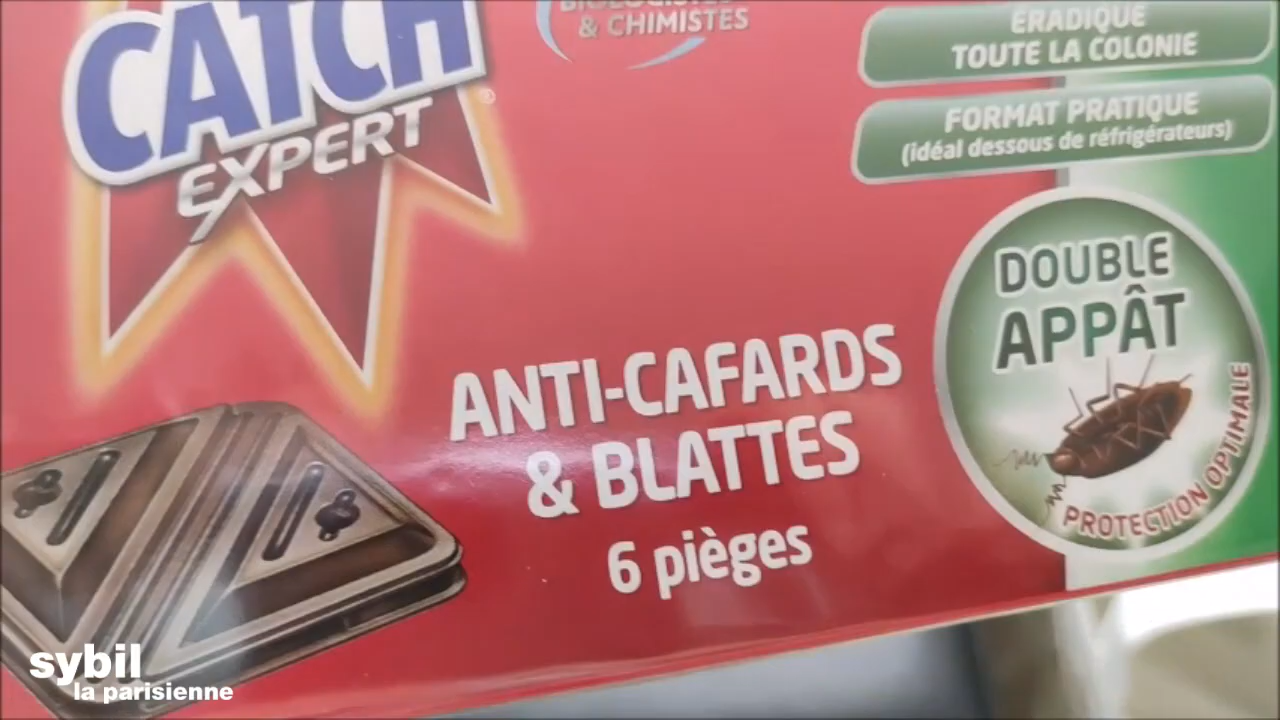 CATCH
EXPERT
BIOLOGISTES
& CHIMISTES
ÉRADIQUE
TOUTE LA COLONIE
FORMAT PRATIQUE
(idéal dessous de réfrigérateurs)
DOUBLE
APPÂT
PROTECTION OPTIMALE
ANTI-CAFARDS
& BLATTES
6 pièges
sybil
la parisienne